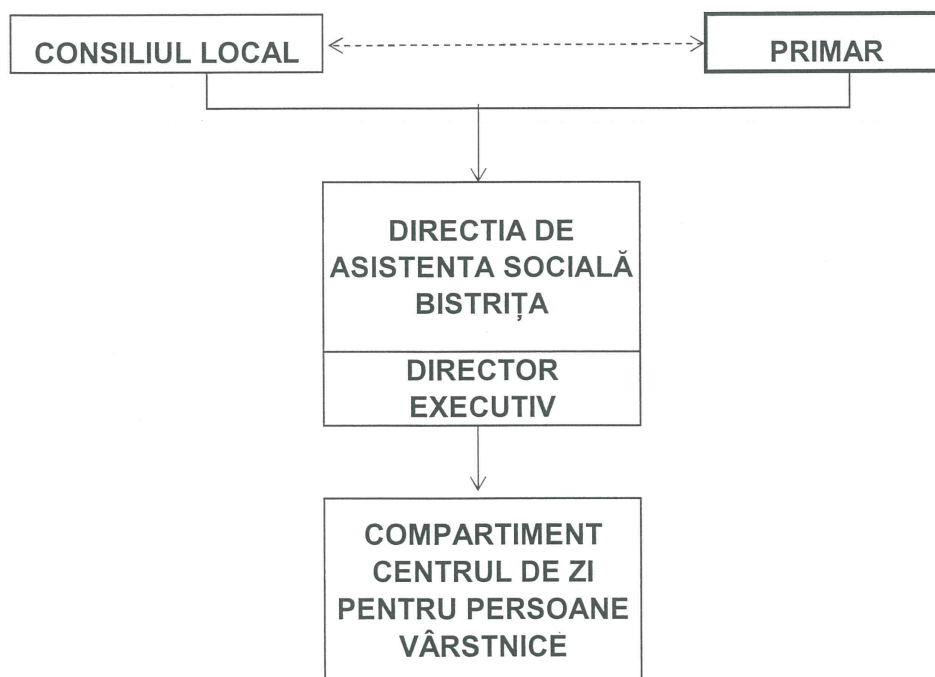 CONSILIUL LOCAL
PRIMAR
DIRECTIA DE
ASISTENTA SOCIALĂ
BISTRIȚA
DIRECTOR
EXECUTIV
COMPARTIMENT
CENTRUL DE ZI
PENTRU PERSOANE
VÂRSTNICE